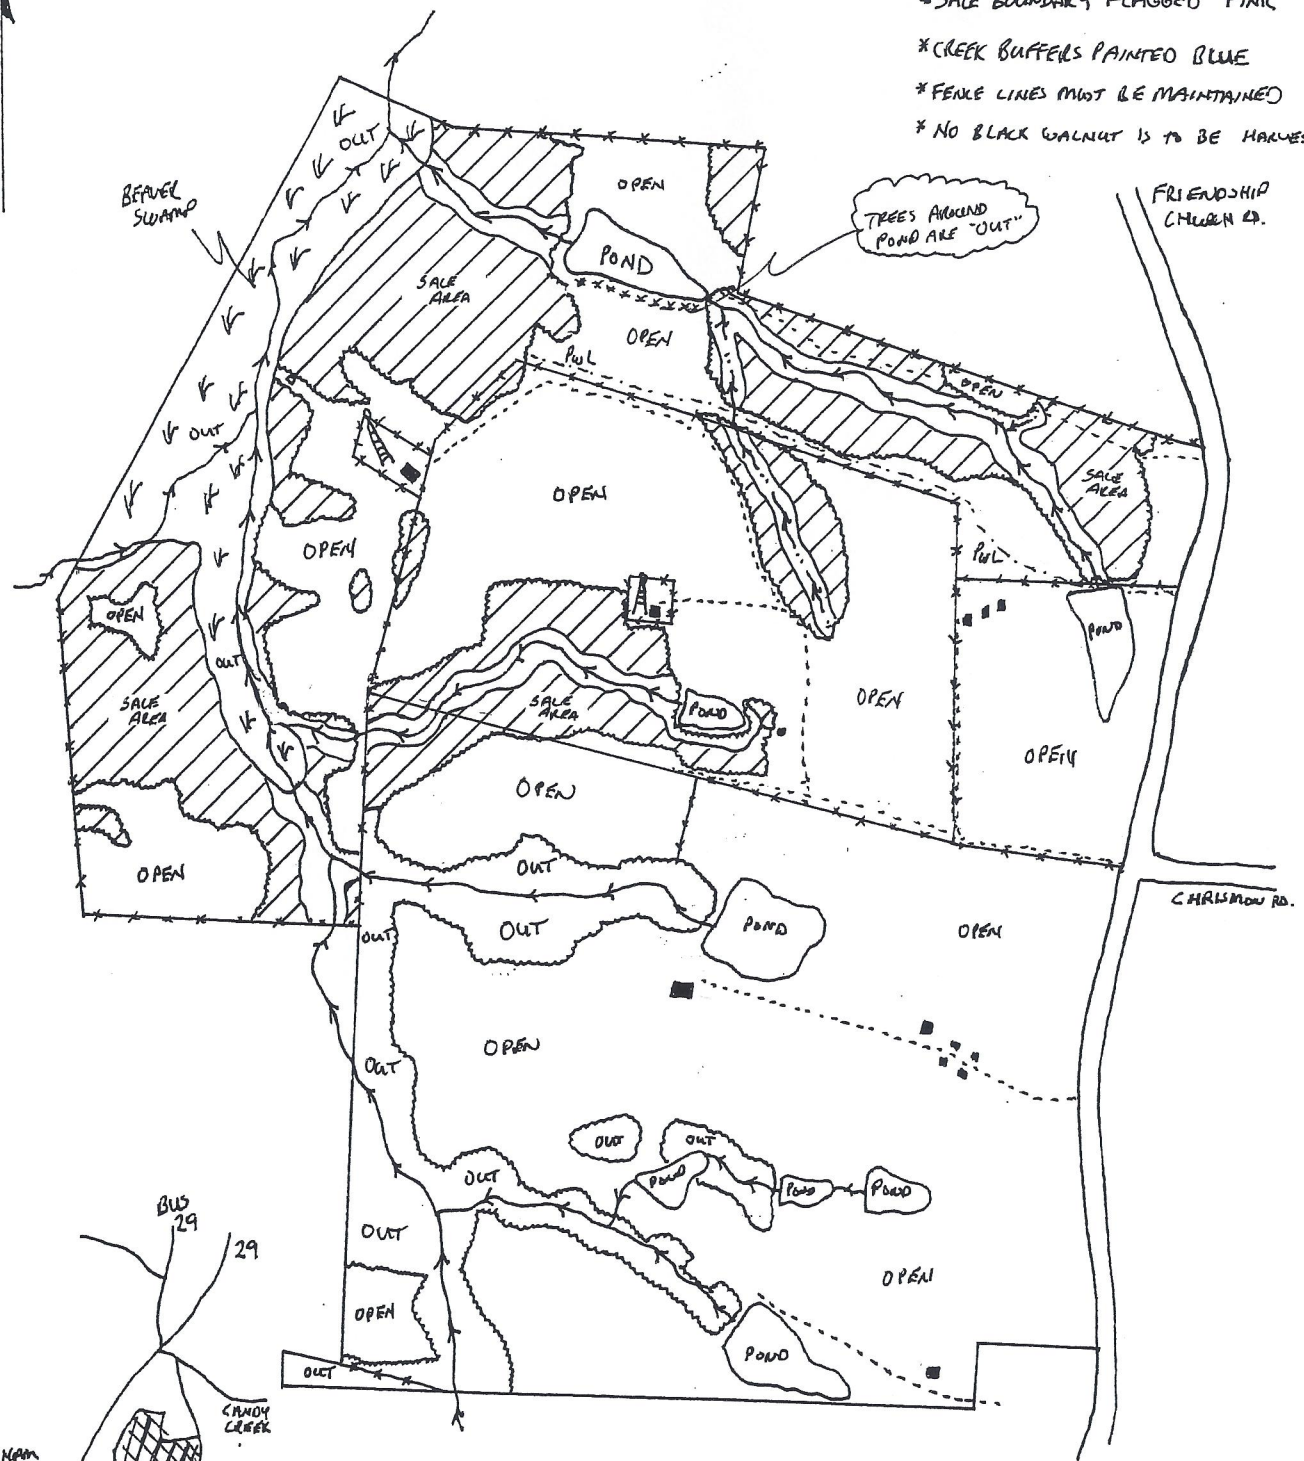 * SALE BOUNDARY FLAGGED PINK
* CREEK BUFFERS PAINTED BLUE
* FENCE LINES MUST BE MAINTAINED
* NO BLACK WALNUT IS TO BE HARVES
OUT
BEAVER
SWAMP
OPEN
FRIENDSHIP
CHURCH RD.
TREES AROUND
POND ARE "OUT"
POND
SALE
AREA
OPEN
PWL
OPEN
OUT
SALE
AREA
OPEN
OPEN
PWL
OPEN
POND
OUT
SALE
AREA
SALE
AREA
POND
OPEN
OPEN
OPEN
OPEN
OUT
CHRISMON RD.
OUT
POND
OPEN
OUT
OPEN
OUT
OUT
OUT
POND
POND
POND
OUT
BUS
29
29
OUT
OPEN
OPEN
POND
OUT
CANDY
CREEK